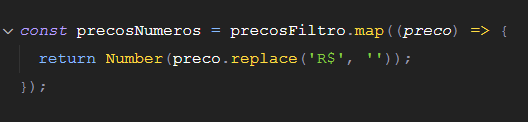 const precosNumeros = precosFiltro.map((preco) => {
return Number(preco.replace('R$', ''));
});